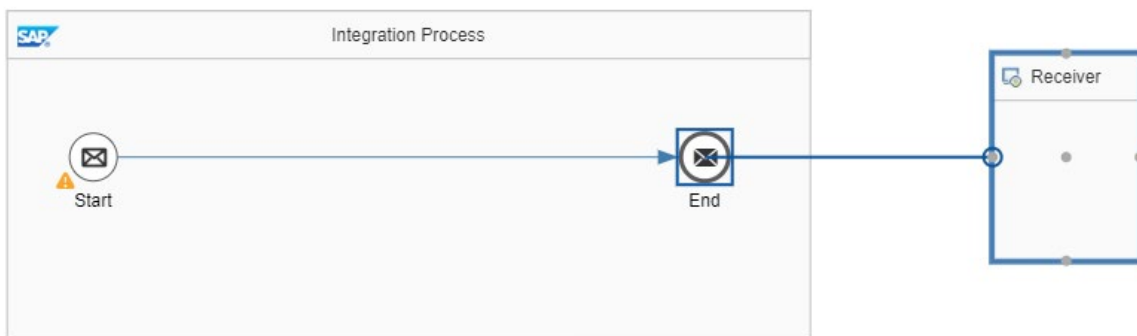 SAP
Integration Process
Receiver
Start
End